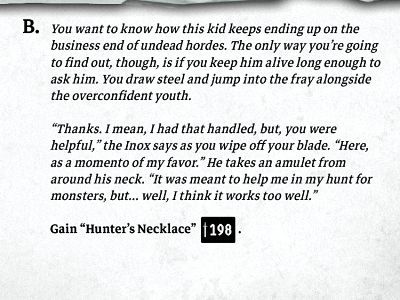 B. You want to know how this kid keeps ending up on the
business end of undead hordes. The only way you’re going
to find out, though, is if you keep him alive long enough to
ask him. You draw steel and jump into the fray alongside
the overconfident youth.
“Thanks. I mean, I had that handled, but, you were
helpful,” the Inox says as you wipe off your blade. “Here,
as a momento of my favor.” He takes an amulet from
around his neck. “It was meant to help me in my hunt for
monsters, but... well, I think it works too well.”
Gain “Hunter’s Necklace” 198 .